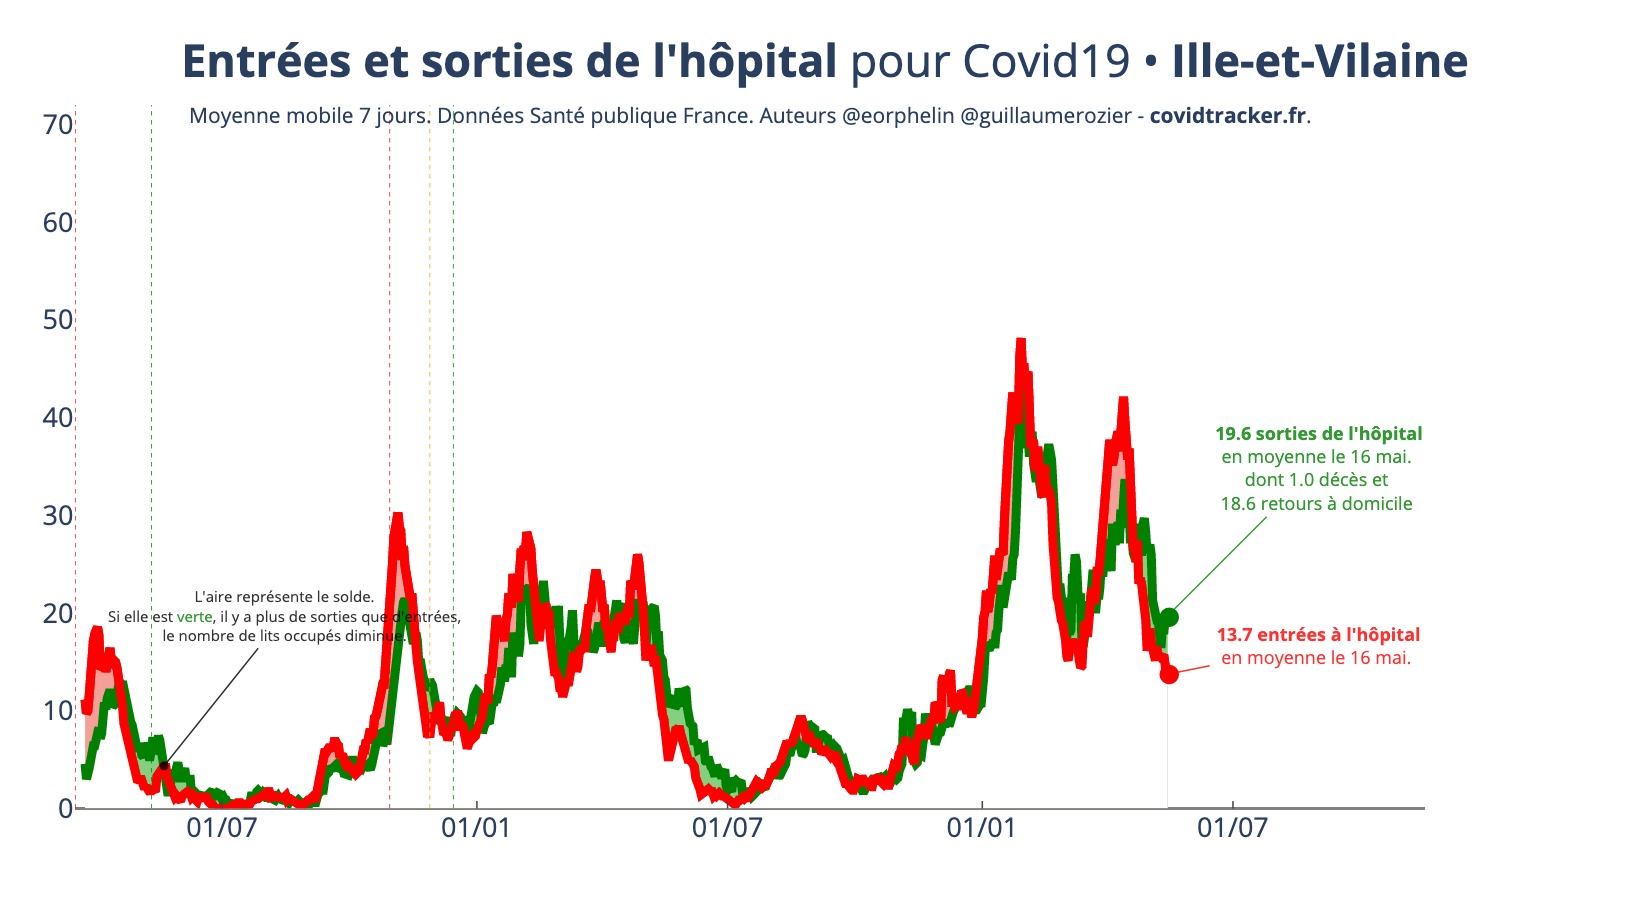 Entrées et sorties de l'hôpital pour Covid19 • Ille-et-Vilaine
Moyenne mobile 7 jours. Données Santé publique France. Auteurs @eorphelin @guillaumerozier - covidtracker.fr.
70
60
50
40
30
20
10
0
L'aire représente le solde.
Si elle est verte, il y a plus de sorties que d'entrées,
le nombre de lits occupés diminue.
19.6 sorties de l'hôpital
en moyenne le 16 mai.
dont 1.0 décès et
18.6 retours à domicile
13.7 entrées à l'hôpital
en moyenne le 16 mai.
01/07 01/01 01/07 01/01 01/07